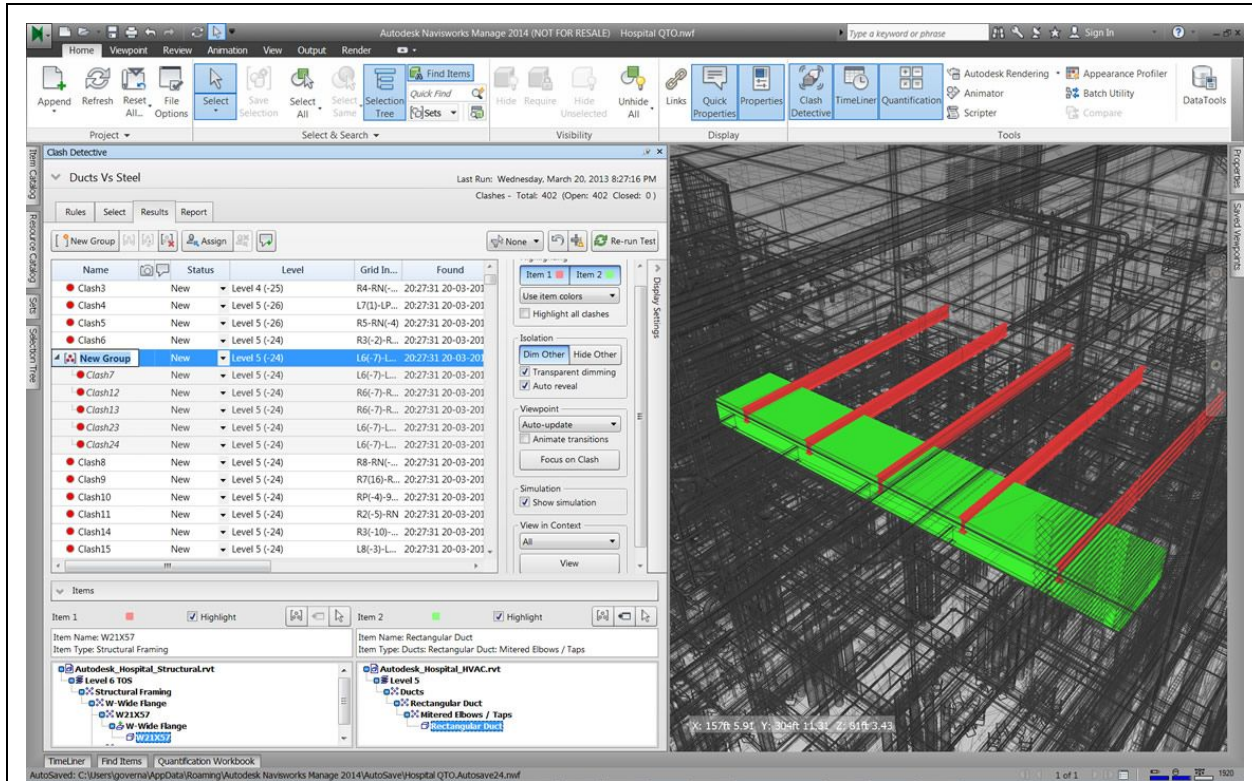 Autodesk Navisworks Manage 2014 (NOT FOR RESALE) Hospital QTO.nwf
Type a keyword or phrase
Sign In
Home Viewpoint Review Animation View Output Render
Append Refresh Reset All... File Options
Select Save Selection Select All Select Same Selection Tree
Find Items
Quick Find
Sets
Hide Require Hide Unselected Unhide All
Links Quick Properties Properties
Clash Detective TimeLiner Quantification
Autodesk Rendering
Animator
Scripter
Appearance Profiler
Batch Utility
Compare
DataTools
Project Select & Search Visibility Display Tools
Item Catalog
Resource Catalog
Sets
Selection Tree
Clash Detective
Ducts Vs Steel
Last Run: Wednesday, March 20, 2013 8:27:16 PM
Clashes - Total: 402 (Open: 402 Closed: 0)
Rules Select Results Report
New Group Assign None Re-run Test
Name Status Level Grid In... Found
Clash3 New Level 4 (-25) R4-RN(-... 20:27:31 20-03-201
Clash4 New Level 5 (-26) L7(1)-LP... 20:27:31 20-03-201
Clash5 New Level 5 (-26) R5-RN(-4) 20:27:31 20-03-201
Clash6 New Level 5 (-24) R3(-2)-R... 20:27:31 20-03-201
New Group New Level 5 (-24) L6(-7)-L... 20:27:31 20-03-201
Clash7 New Level 5 (-24) L6(-7)-L... 20:27:31 20-03-201
Clash12 New Level 5 (-24) R6(-7)-R... 20:27:31 20-03-201
Clash13 New Level 5 (-24) R6(-7)-R... 20:27:31 20-03-201
Clash23 New Level 5 (-24) L6(-7)-L... 20:27:31 20-03-201
Clash24 New Level 5 (-24) L6(-7)-L... 20:27:31 20-03-201
Clash8 New Level 5 (-24) R8-RN(-... 20:27:31 20-03-201
Clash9 New Level 5 (-24) R7(16)-R... 20:27:31 20-03-201
Clash10 New Level 5 (-24) RP(-4)-9... 20:27:31 20-03-201
Clash11 New Level 5 (-24) R2(-5)-RN 20:27:31 20-03-201
Clash14 New Level 5 (-24) R3(-10)-... 20:27:31 20-03-201
Clash15 New Level 5 (-24) L8(-3)-L... 20:27:31 20-03-201
Item 1 Item 2
Use item colors
Highlight all clashes
Isolation
Dim Other Hide Other
Transparent dimming
Auto reveal
Viewpoint
Auto-update
Animate transitions
Focus on Clash
Simulation
Show simulation
View in Context
All
View
Display Settings
Properties
Saved Viewpoints
Items
Item 1 Highlight Item 2 Highlight
Item Name: W21X57
Item Type: Structural Framing
Item Name: Rectangular Duct
Item Type: Ducts: Rectangular Duct: Mitered Elbows / Taps
Autodesk_Hospital_Structural.rvt
Level 6 TOS
Structural Framing
W-Wide Flange
W21X57
W-Wide Flange
W21X57
Autodesk_Hospital_HVAC.rvt
Level 5
Ducts
Rectangular Duct
Mitered Elbows / Taps
Rectangular Duct
X: 157ft 5.91 Y: 304ft 11.31 Z: 61ft 3.43
TimeLiner Find Items Quantification Workbook
AutoSaved: C:\Users\governa\AppData\Roaming\Autodesk Navisworks Manage 2014\AutoSave\Hospital QTO.Autosave24.nwf
1 of 1
1920